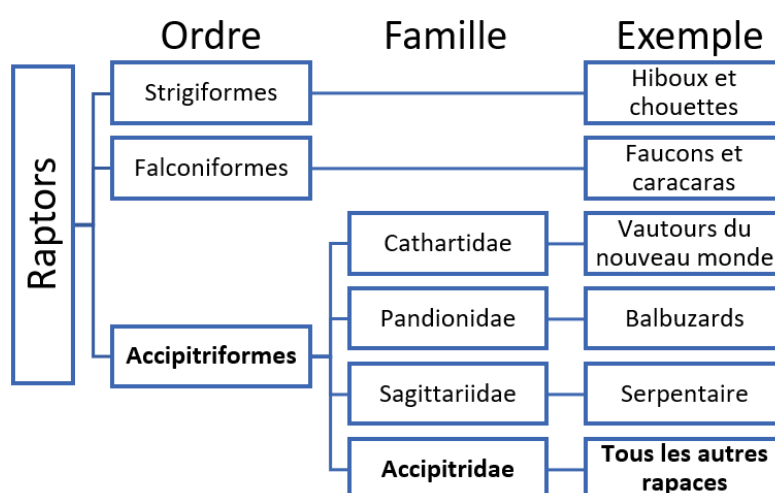 Ordre Famille Exemple
Raptors
Strigiformes
Hiboux et
chouettes
Falconiformes
Faucons et
caracaras
Accipitriformes
Cathartidae
Vautours du
nouveau monde
Pandionidae
Balbuzards
Sagittariidae
Serpentaire
Accipitridae
Tous les autres
rapaces